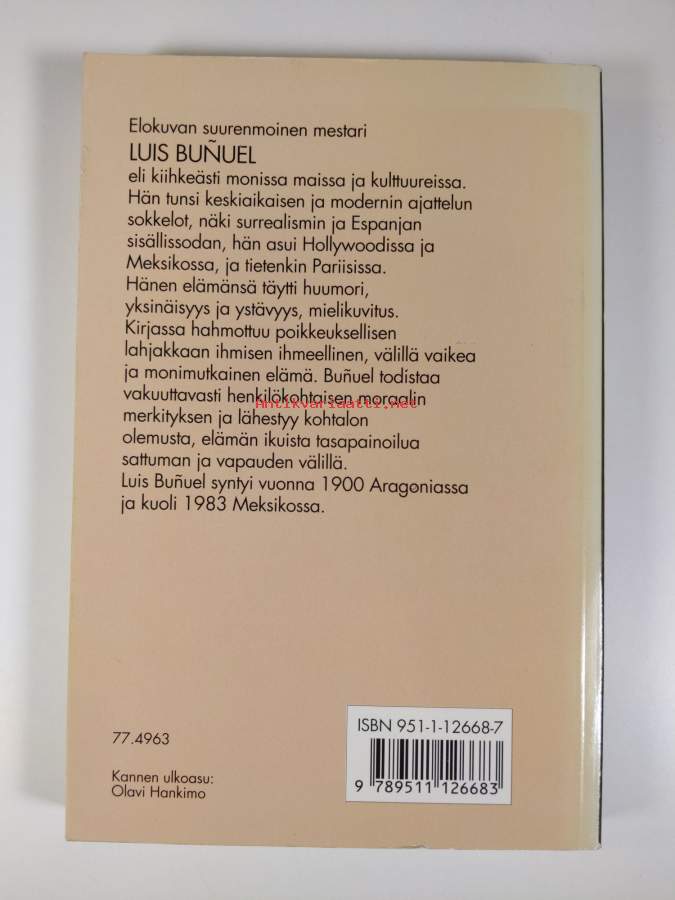 Elokuvan suurenmoinen mestari
LUIS BUÑUEL
eli kiihkeästi monissa maissa ja kulttuureissa.
Hän tunsi keskiaikaisen ja modernin ajattelun
sokkelot, näki surrealismin ja Espanjan
sisällissodan, hän asui Hollywoodissa ja
Meksikossa, ja tietenkin Pariisissa.
Hänen elämänsä täytti huumori,
yksinäisyys ja ystävyys, mielikuvitus.
Kirjassa hahmottuu poikkeuksellisen
lahjakkaan ihmisen ihmeellinen, välillä vaikea
ja monimutkainen elämä. Buñuel todistaa
vakuuttavasti henkilökohtaisen moraalin
Antikvariaatti.net
merkityksen ja lähestyy kohtalon
olemusta, elämän ikuista tasapainoilua
sattuman ja vapauden välillä.
Luis Buñuel syntyi vuonna 1900 Aragoniassa
ja kuoli 1983 Meksikossa.
ISBN 951-1-12668-7
77.4963
Kannen ulkoasu:
Olavi Hankimo
9 789511 126683